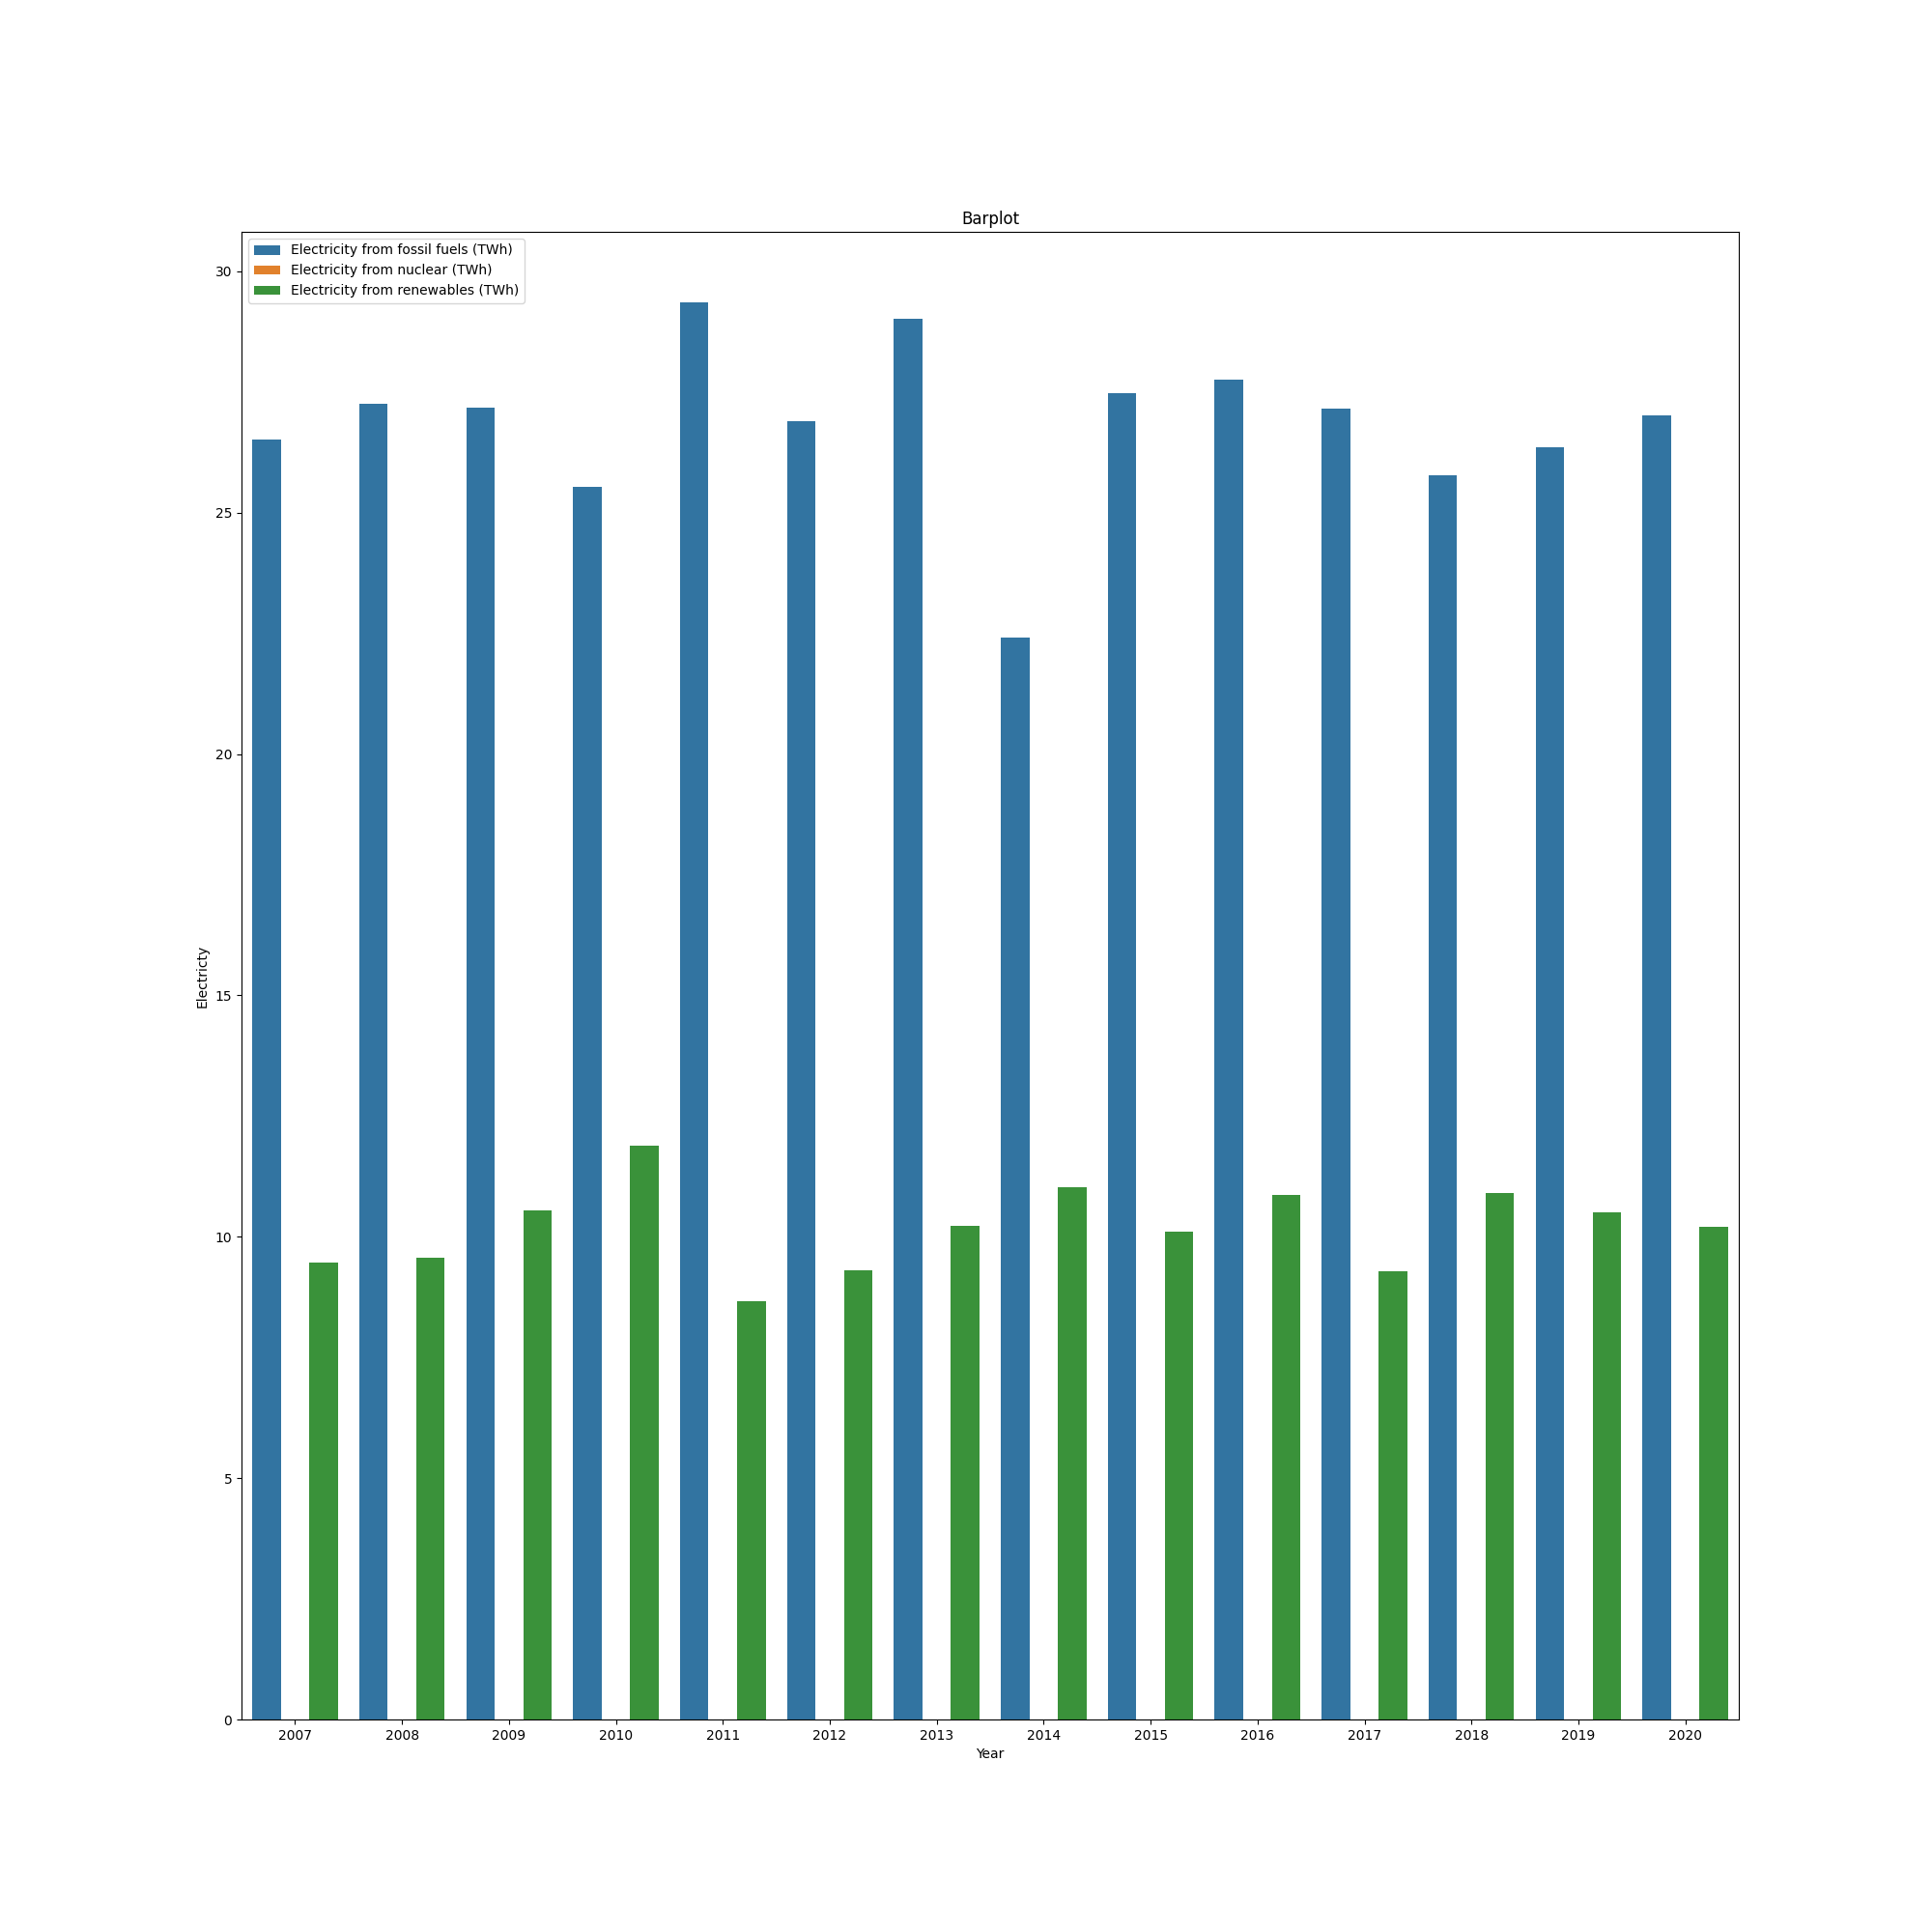 Barplot
Electricity from fossil fuels (TWh)
Electricity from nuclear (TWh)
Electricity from renewables (TWh)
30
25
20
15
10
5
0
Electricty
2007 2008 2009 2010 2011 2012 2013 2014 2015 2016 2017 2018 2019 2020
Year